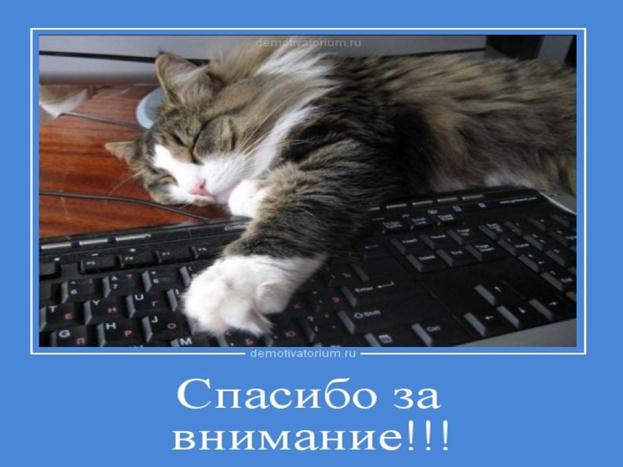 demotivatorium.ru
demotivatorium.ru
Спасибо за
внимание!!!